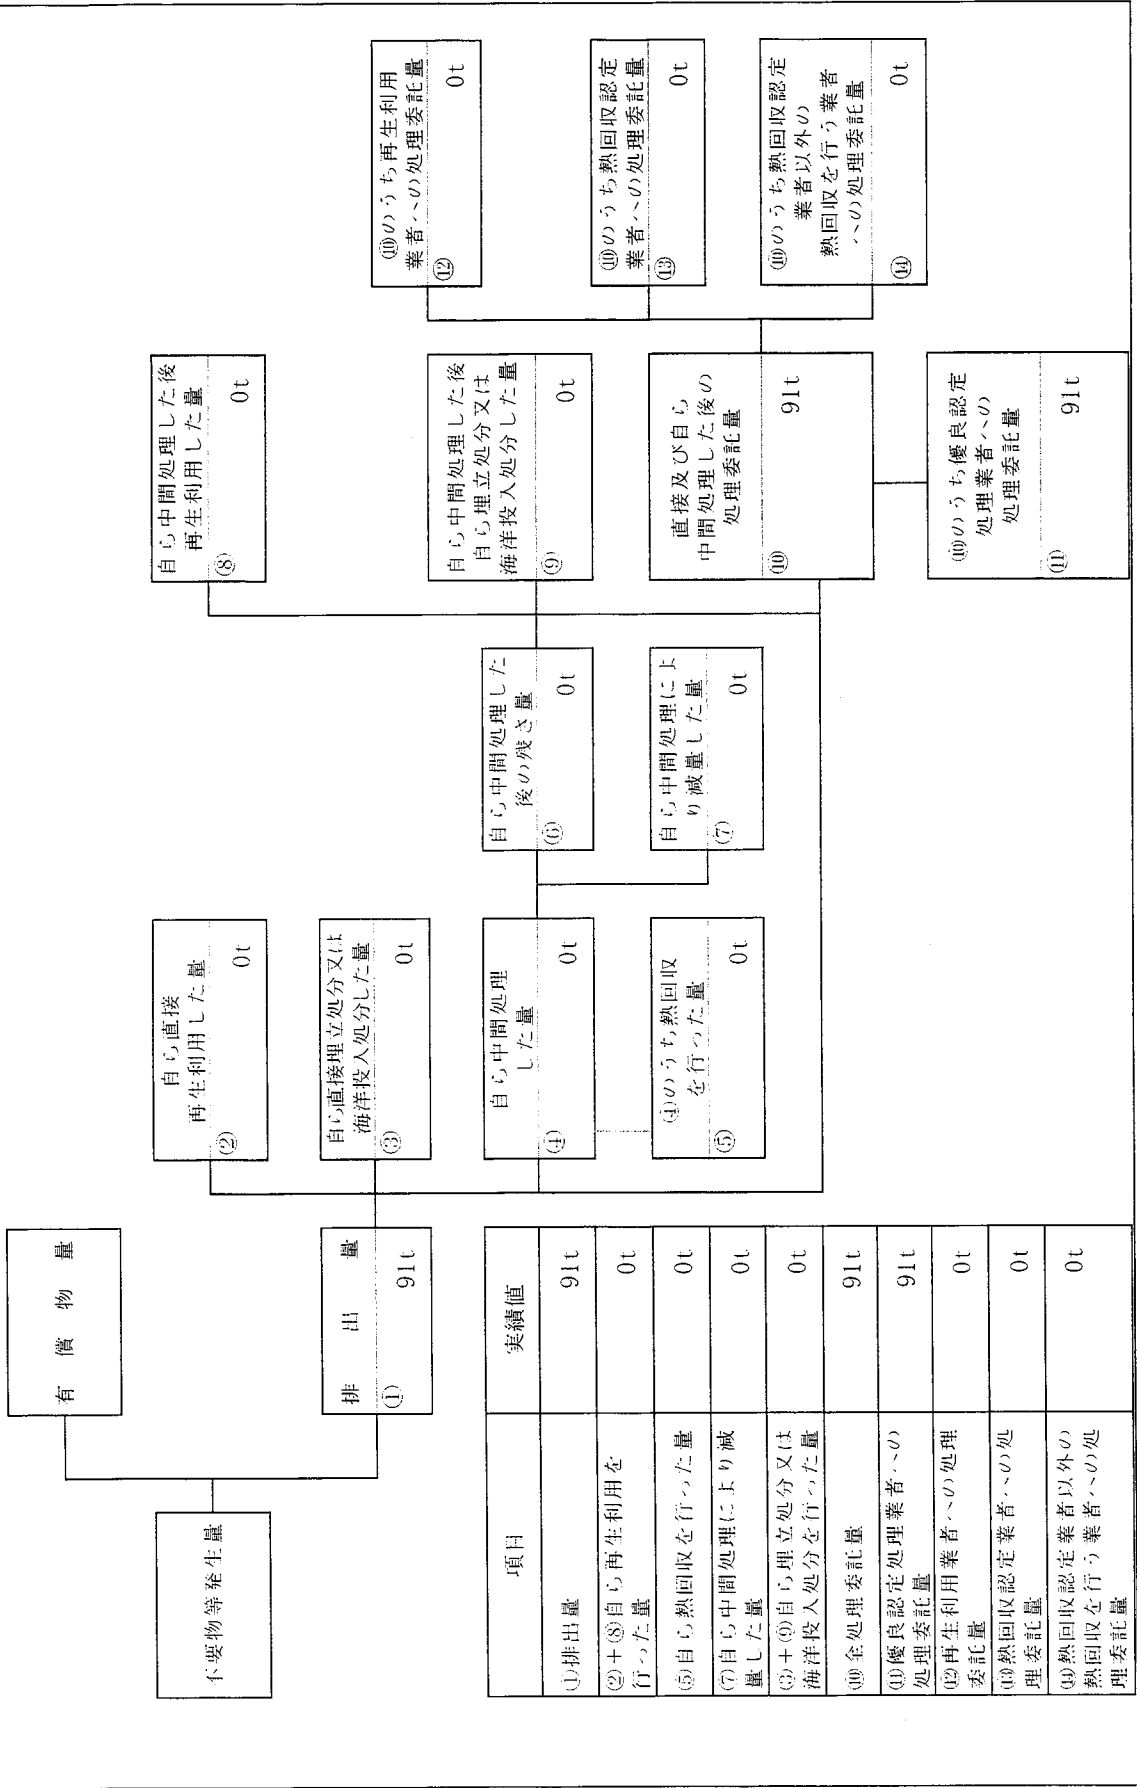 有償物量
不要物等発生量
排出量
① 91t
自ら直接
再生利用した量
② 0t
自ら直接埋立処分又は
海洋投入処分した量
③ 0t
自ら中間処理
した量
④ 0t
④のうち熱回収
を行った量
⑤ 0t
自ら中間処理した
後の残さ量
⑥ 0t
自ら中間処理によ
り減量した量
⑦ 0t
自ら中間処理した後
再生利用した量
⑧ 0t
自ら中間処理した後
自ら埋立処分又は
海洋投入処分した量
⑨ 0t
直接及び自ら
中間処理した後の
処理委託量
⑩ 91t
⑩のうち優良認定
処理業者への
処理委託量
⑪ 91t
⑩のうち再生利用
業者への処理委託量
⑫ 0t
⑩のうち熱回収認定
業者への処理委託量
⑬ 0t
⑩のうち熱回収認定
業者以外の
熱回収を行う業者
への処理委託量
⑭ 0t
項目 実績値
①排出量 91t
②+⑧自ら再生利用を
行った量 0t
⑤自ら熱回収を行った量 0t
⑦自ら中間処理により減
量した量 0t
③+⑨自ら埋立処分又は
海洋投入処分を行った量 0t
⑩全処理委託量 91t
⑪優良認定処理業者への
処理委託量 91t
⑫再生利用業者への処理
委託量 0t
⑬熱回収認定業者への処
理委託量 0t
⑭熱回収認定業者以外の
熱回収を行う業者への処
理委託量 0t